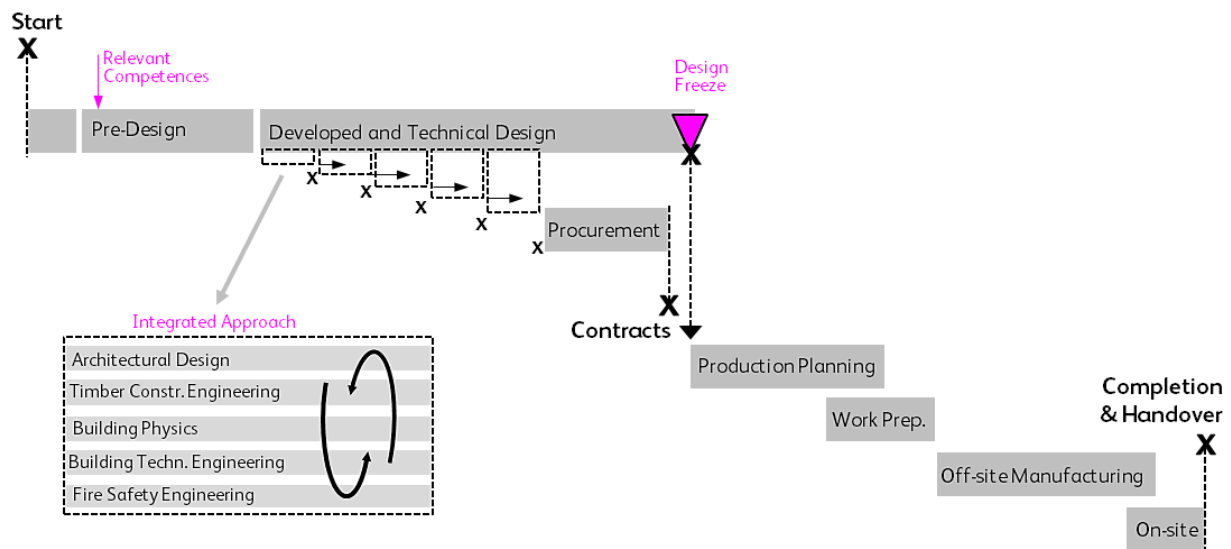 Start
X
Relevant
Competences
Design
Freeze
Pre-Design
Developed and Technical Design
X
X
X
X
X
X
Procurement
X
Contracts
Integrated Approach
Architectural Design
Timber Constr. Engineering
Building Physics
Building Techn. Engineering
Fire Safety Engineering
Production Planning
Completion
& Handover
X
Work Prep.
Off-site Manufacturing
On-site